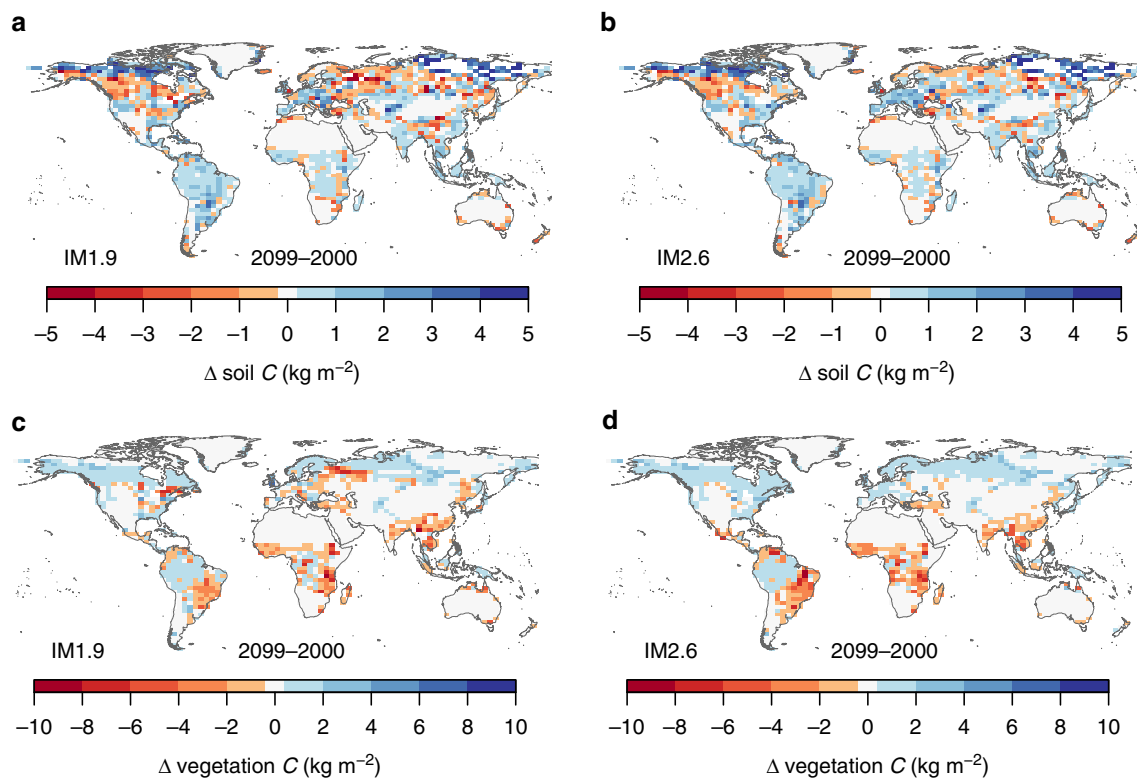 a
b
IM1.9 2099–2000
IM2.6 2099–2000
−5 −4 −3 −2 −1 0 1 2 3 4 5
−5 −4 −3 −2 −1 0 1 2 3 4 5
Δ soil C (kg m⁻²)
Δ soil C (kg m⁻²)
c
d
IM1.9 2099–2000
IM2.6 2099–2000
−10 −8 −6 −4 −2 0 2 4 6 8 10
−10 −8 −6 −4 −2 0 2 4 6 8 10
Δ vegetation C (kg m⁻²)
Δ vegetation C (kg m⁻²)